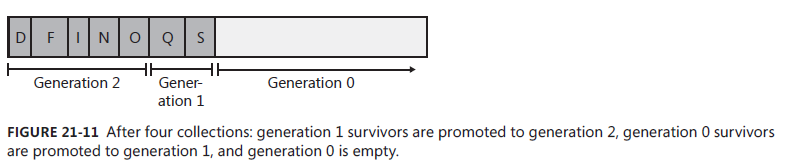 D F I N O Q S
Generation 2 Gener- Generation 0
ation 1
FIGURE 21-11 After four collections: generation 1 survivors are promoted to generation 2, generation 0 survivors
are promoted to generation 1, and generation 0 is empty.